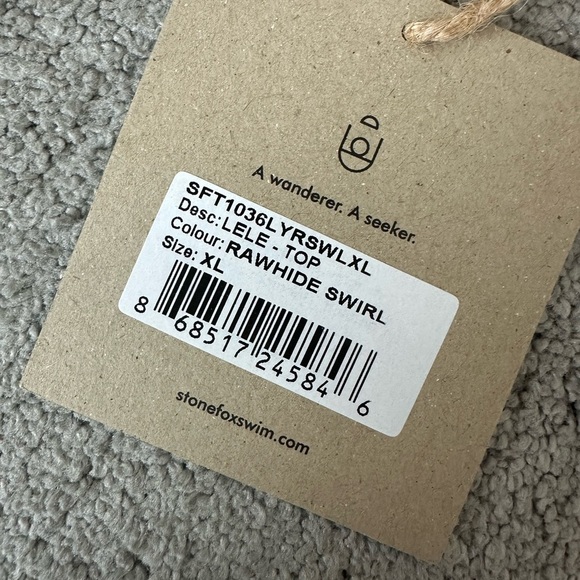 A wanderer. A seeker.
SFT1036LYRSWLXL
Desc: LELE - TOP
Colour: RAWHIDE SWIRL
Size: XL
8 68517 24584 6
stonefoxswim.com